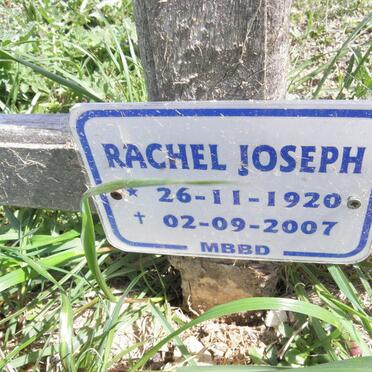 RACHEL JOSEPH
* 26-11-1920
† 02-09-2007
MBBD